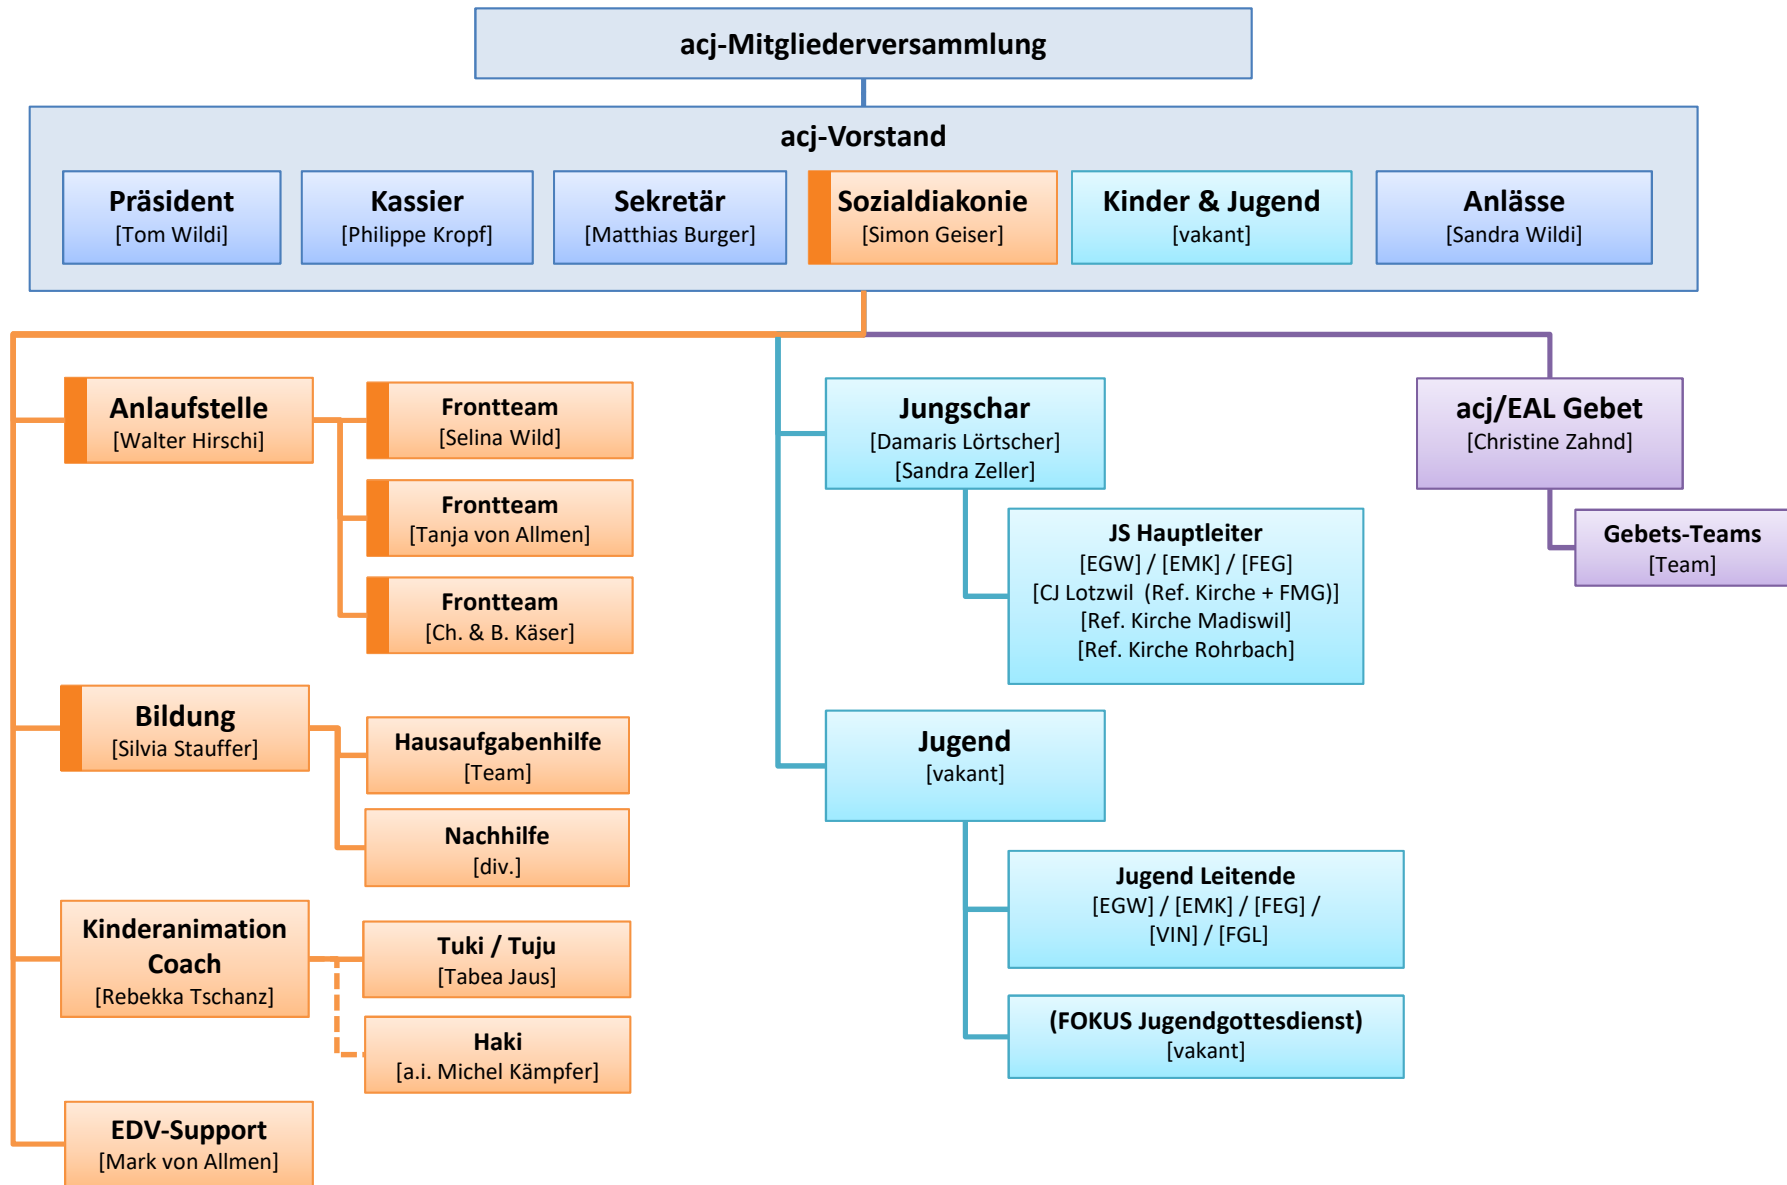 acj-Mitgliederversammlung
acj-Vorstand
Präsident
[Tom Wildi]
Kassier
[Philippe Kropf]
Sekretär
[Matthias Burger]
Sozialdiakonie
[Simon Geiser]
Kinder & Jugend
[vakant]
Anlässe
[Sandra Wildi]
Anlaufstelle
[Walter Hirschi]
Frontteam
[Selina Wild]
Frontteam
[Tanja von Allmen]
Frontteam
[Ch. & B. Käser]
Bildung
[Silvia Stauffer]
Hausaufgabenhilfe
[Team]
Nachhilfe
[div.]
Kinderanimation
Coach
[Rebekka Tschanz]
Tuki / Tuju
[Tabea Jaus]
Haki
[a.i. Michel Kämpfer]
EDV-Support
[Mark von Allmen]
Jungschar
[Damaris Lörtscher]
[Sandra Zeller]
JS Hauptleiter
[EGW] / [EMK] / [FEG]
[CJ Lotzwil (Ref. Kirche + FMG)]
[Ref. Kirche Madiswil]
[Ref. Kirche Rohrbach]
Jugend
[vakant]
Jugend Leitende
[EGW] / [EMK] / [FEG] /
[VIN] / [FGL]
(FOKUS Jugendgottesdienst)
[vakant]
acj/EAL Gebet
[Christine Zahnd]
Gebets-Teams
[Team]